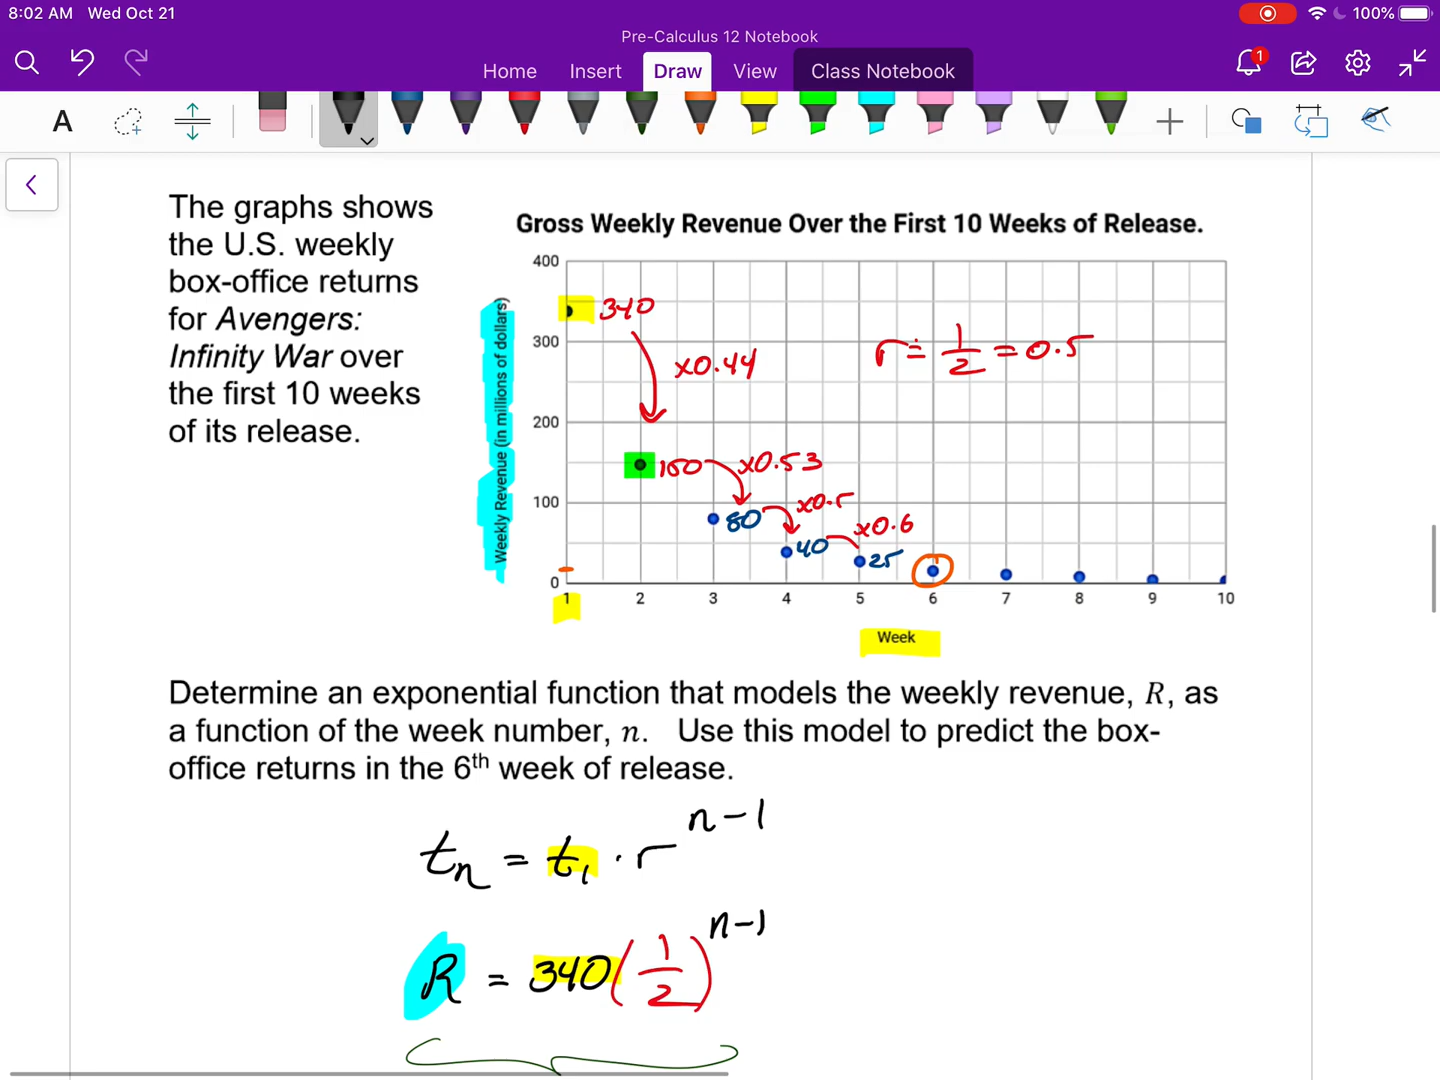 8:02 AM Wed Oct 21
100%
Pre-Calculus 12 Notebook
Home Insert Draw View Class Notebook
1
A
The graphs shows
the U.S. weekly
box-office returns
for Avengers:
Infinity War over
the first 10 weeks
of its release.
Gross Weekly Revenue Over the First 10 Weeks of Release.
Weekly Revenue (in millions of dollars)
400
300
200
100
0
1 2 3 4 5 6 7 8 9 10
Week
340
x0.44
r ≐ 1/2 = 0.5
150 x0.53
80 x0.5
40 x0.6
25
Determine an exponential function that models the weekly revenue, R, as
a function of the week number, n. Use this model to predict the box-
office returns in the 6th week of release.
tn = t1 · r^(n-1)
R = 340(1/2)^(n-1)